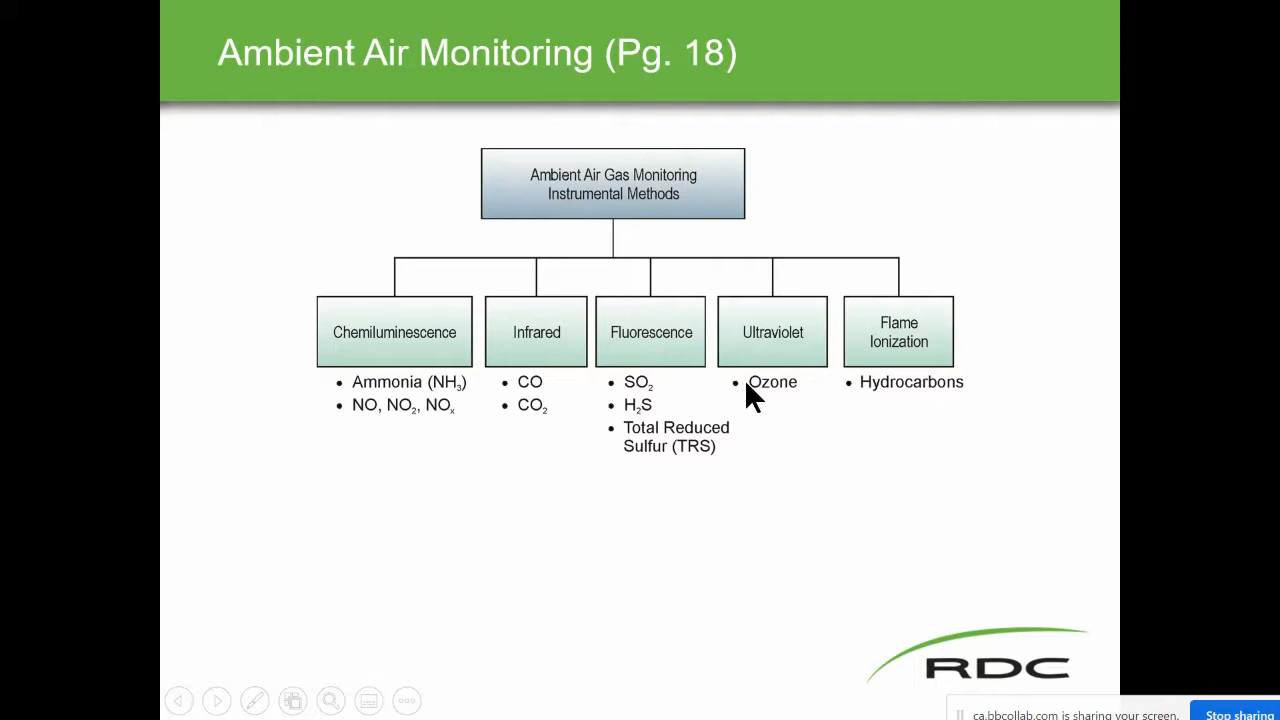 Ambient Air Monitoring (Pg. 18)
Ambient Air Gas Monitoring
Instrumental Methods
Chemiluminescence
• Ammonia (NH₃)
• NO, NO₂, NOₓ
Infrared
• CO
• CO₂
Fluorescence
• SO₂
• H₂S
• Total Reduced
Sulfur (TRS)
Ultraviolet
• Ozone
Flame
Ionization
• Hydrocarbons
RDC
ca.bbcollab.com is sharing your screen.
Stop sharing